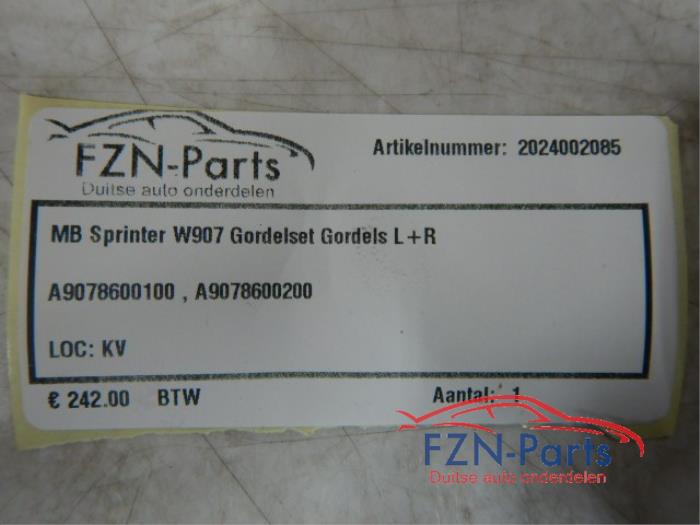 FZN-Parts
Duitse auto onderdelen
Artikelnummer: 2024002085
MB Sprinter W907 Gordelset Gordels L+R
A9078600100 , A9078600200
LOC: KV
€ 242.00 BTW
Aantal: 1
FZN-Parts
Duitse auto onderdelen